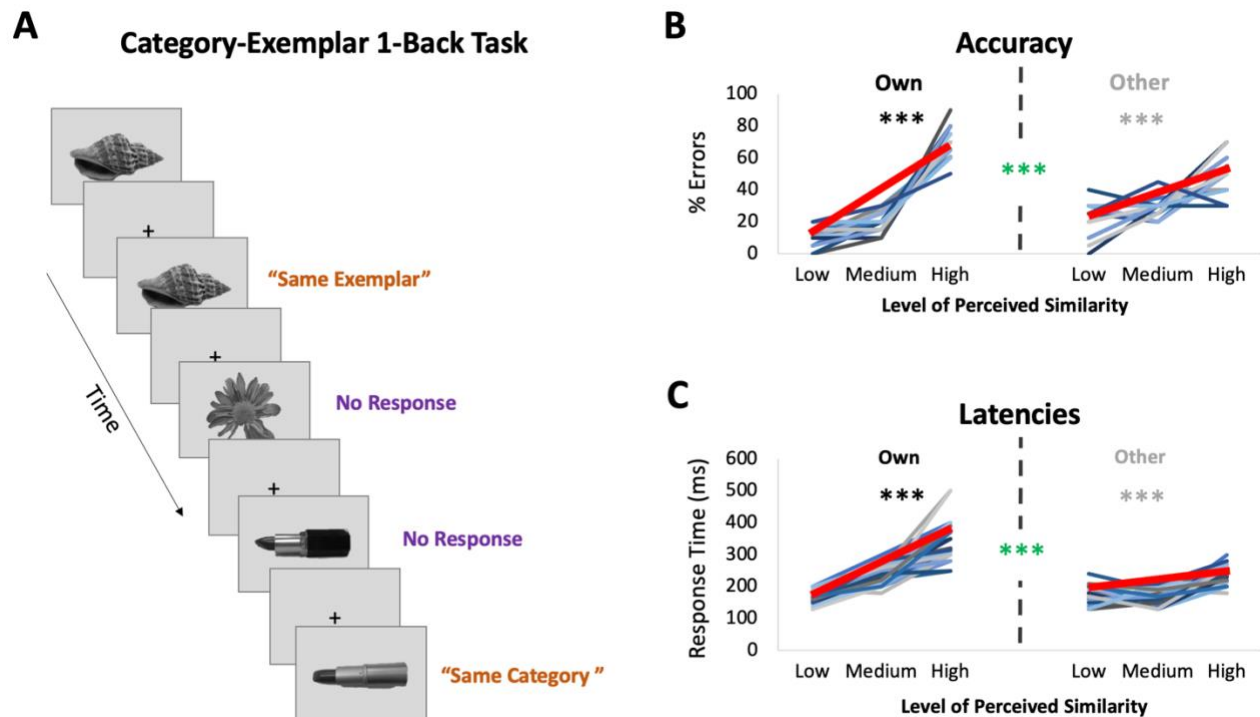 A
Category-Exemplar 1-Back Task
+
“Same Exemplar”
+
No Response
+
No Response
+
“Same Category ”
Time
B
Accuracy
Own
Other
***
***
***
% Errors
100
80
60
40
20
0
Low Medium High
Low Medium High
Level of Perceived Similarity
C
Latencies
Own
Other
***
***
***
Response Time (ms)
600
500
400
300
200
100
0
Low Medium High
Low Medium High
Level of Perceived Similarity